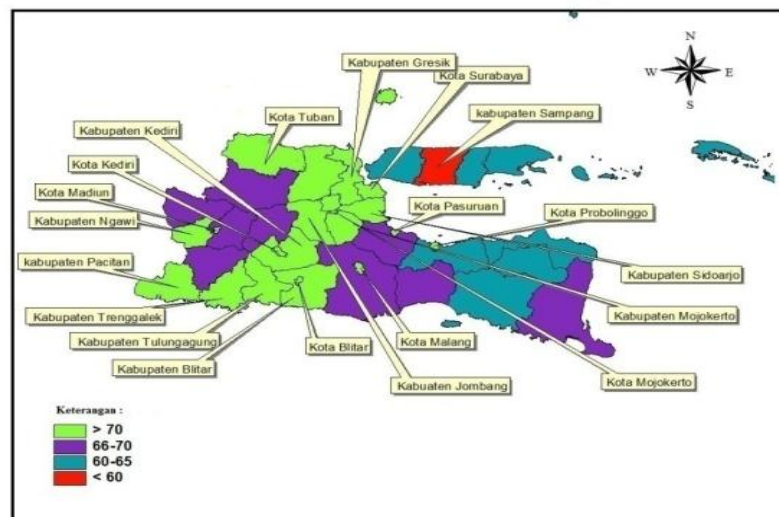 Kabupaten Gresik
Kota Surabaya
N
W
E
S
Kota Tuban
kabupaten Sampang
Kabupaten Kediri
Kota Kediri
Kota Madiun
Kabupaten Ngawi
Kota Pasuruan
Kota Probolinggo
kabupaten Pacitan
Kabupaten Sidoarjo
Kabupaten Trenggalek
Kabupaten Mojokerto
Kabupaten Tulungagung
Kota Blitar
Kota Malang
Kabupaten Blitar
Kabuaten Jombang
Kota Mojokerto
Keterangan :
> 70
66-70
60-65
< 60